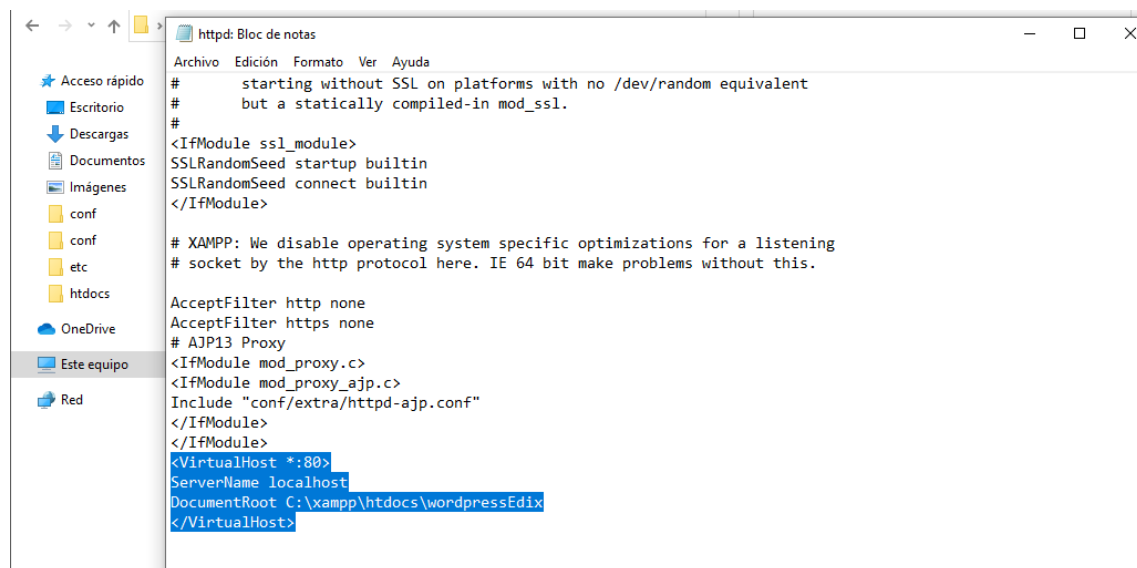 httpd: Bloc de notas
Archivo Edición Formato Ver Ayuda
Acceso rápido
Escritorio
Descargas
Documentos
Imágenes
conf
conf
etc
htdocs
OneDrive
Este equipo
Red
# starting without SSL on platforms with no /dev/random equivalent
# but a statically compiled-in mod_ssl.
#
<IfModule ssl_module>
SSLRandomSeed startup builtin
SSLRandomSeed connect builtin
</IfModule>
# XAMPP: We disable operating system specific optimizations for a listening
# socket by the http protocol here. IE 64 bit make problems without this.
AcceptFilter http none
AcceptFilter https none
# AJP13 Proxy
<IfModule mod_proxy.c>
<IfModule mod_proxy_ajp.c>
Include "conf/extra/httpd-ajp.conf"
</IfModule>
</IfModule>
<VirtualHost *:80>
ServerName localhost
DocumentRoot C:\xampp\htdocs\wordpressEdix
</VirtualHost>